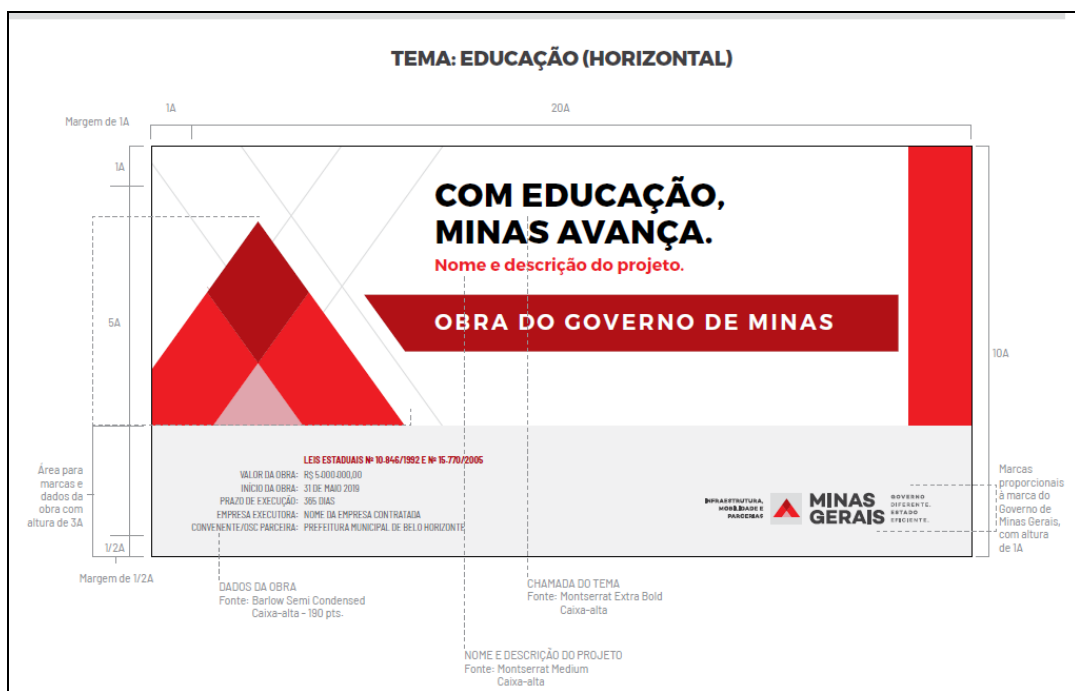 TEMA: EDUCAÇÃO (HORIZONTAL)
1A
20A
Margem de 1A
1A
COM EDUCAÇÃO,
MINAS AVANÇA.
Nome e descrição do projeto.
5A
OBRA DO GOVERNO DE MINAS
10A
LEIS ESTADUAIS Nº 10.846/1992 E Nº 15.770/2005
VALOR DA OBRA: R$ 5.000.000,00
INÍCIO DA OBRA: 31 DE MAIO 2019
PRAZO DE EXECUÇÃO: 365 DIAS
EMPRESA EXECUTORA: NOME DA EMPRESA CONTRATADA
CONVENENTE/OSC PARCEIRA: PREFEITURA MUNICIPAL DE BELO HORIZONTE
Área para
marcas e
dados da
obra com
altura de 3A
INFRAESTRUTURA,
MOBILIDADE E
PARCERIAS
MINAS
GERAIS
GOVERNO
DIFERENTE.
ESTADO
EFICIENTE.
Marcas
proporcionais
à marca do
Governo de
Minas Gerais,
com altura
de 1A
1/2A
Margem de 1/2A
DADOS DA OBRA
Fonte: Barlow Semi Condensed
Caixa-alta - 190 pts.
CHAMADA DO TEMA
Fonte: Montserrat Extra Bold
Caixa-alta
NOME E DESCRIÇÃO DO PROJETO
Fonte: Montserrat Medium
Caixa-alta